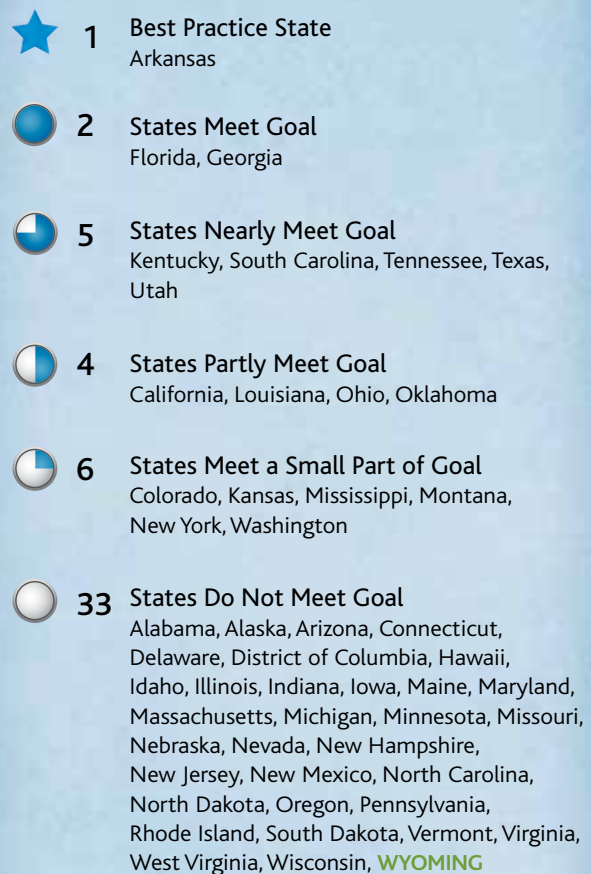 1 Best Practice State
Arkansas
2 States Meet Goal
Florida, Georgia
5 States Nearly Meet Goal
Kentucky, South Carolina, Tennessee, Texas,
Utah
4 States Partly Meet Goal
California, Louisiana, Ohio, Oklahoma
6 States Meet a Small Part of Goal
Colorado, Kansas, Mississippi, Montana,
New York, Washington
33 States Do Not Meet Goal
Alabama, Alaska, Arizona, Connecticut,
Delaware, District of Columbia, Hawaii,
Idaho, Illinois, Indiana, Iowa, Maine, Maryland,
Massachusetts, Michigan, Minnesota, Missouri,
Nebraska, Nevada, New Hampshire,
New Jersey, New Mexico, North Carolina,
North Dakota, Oregon, Pennsylvania,
Rhode Island, South Dakota, Vermont, Virginia,
West Virginia, Wisconsin, WYOMING